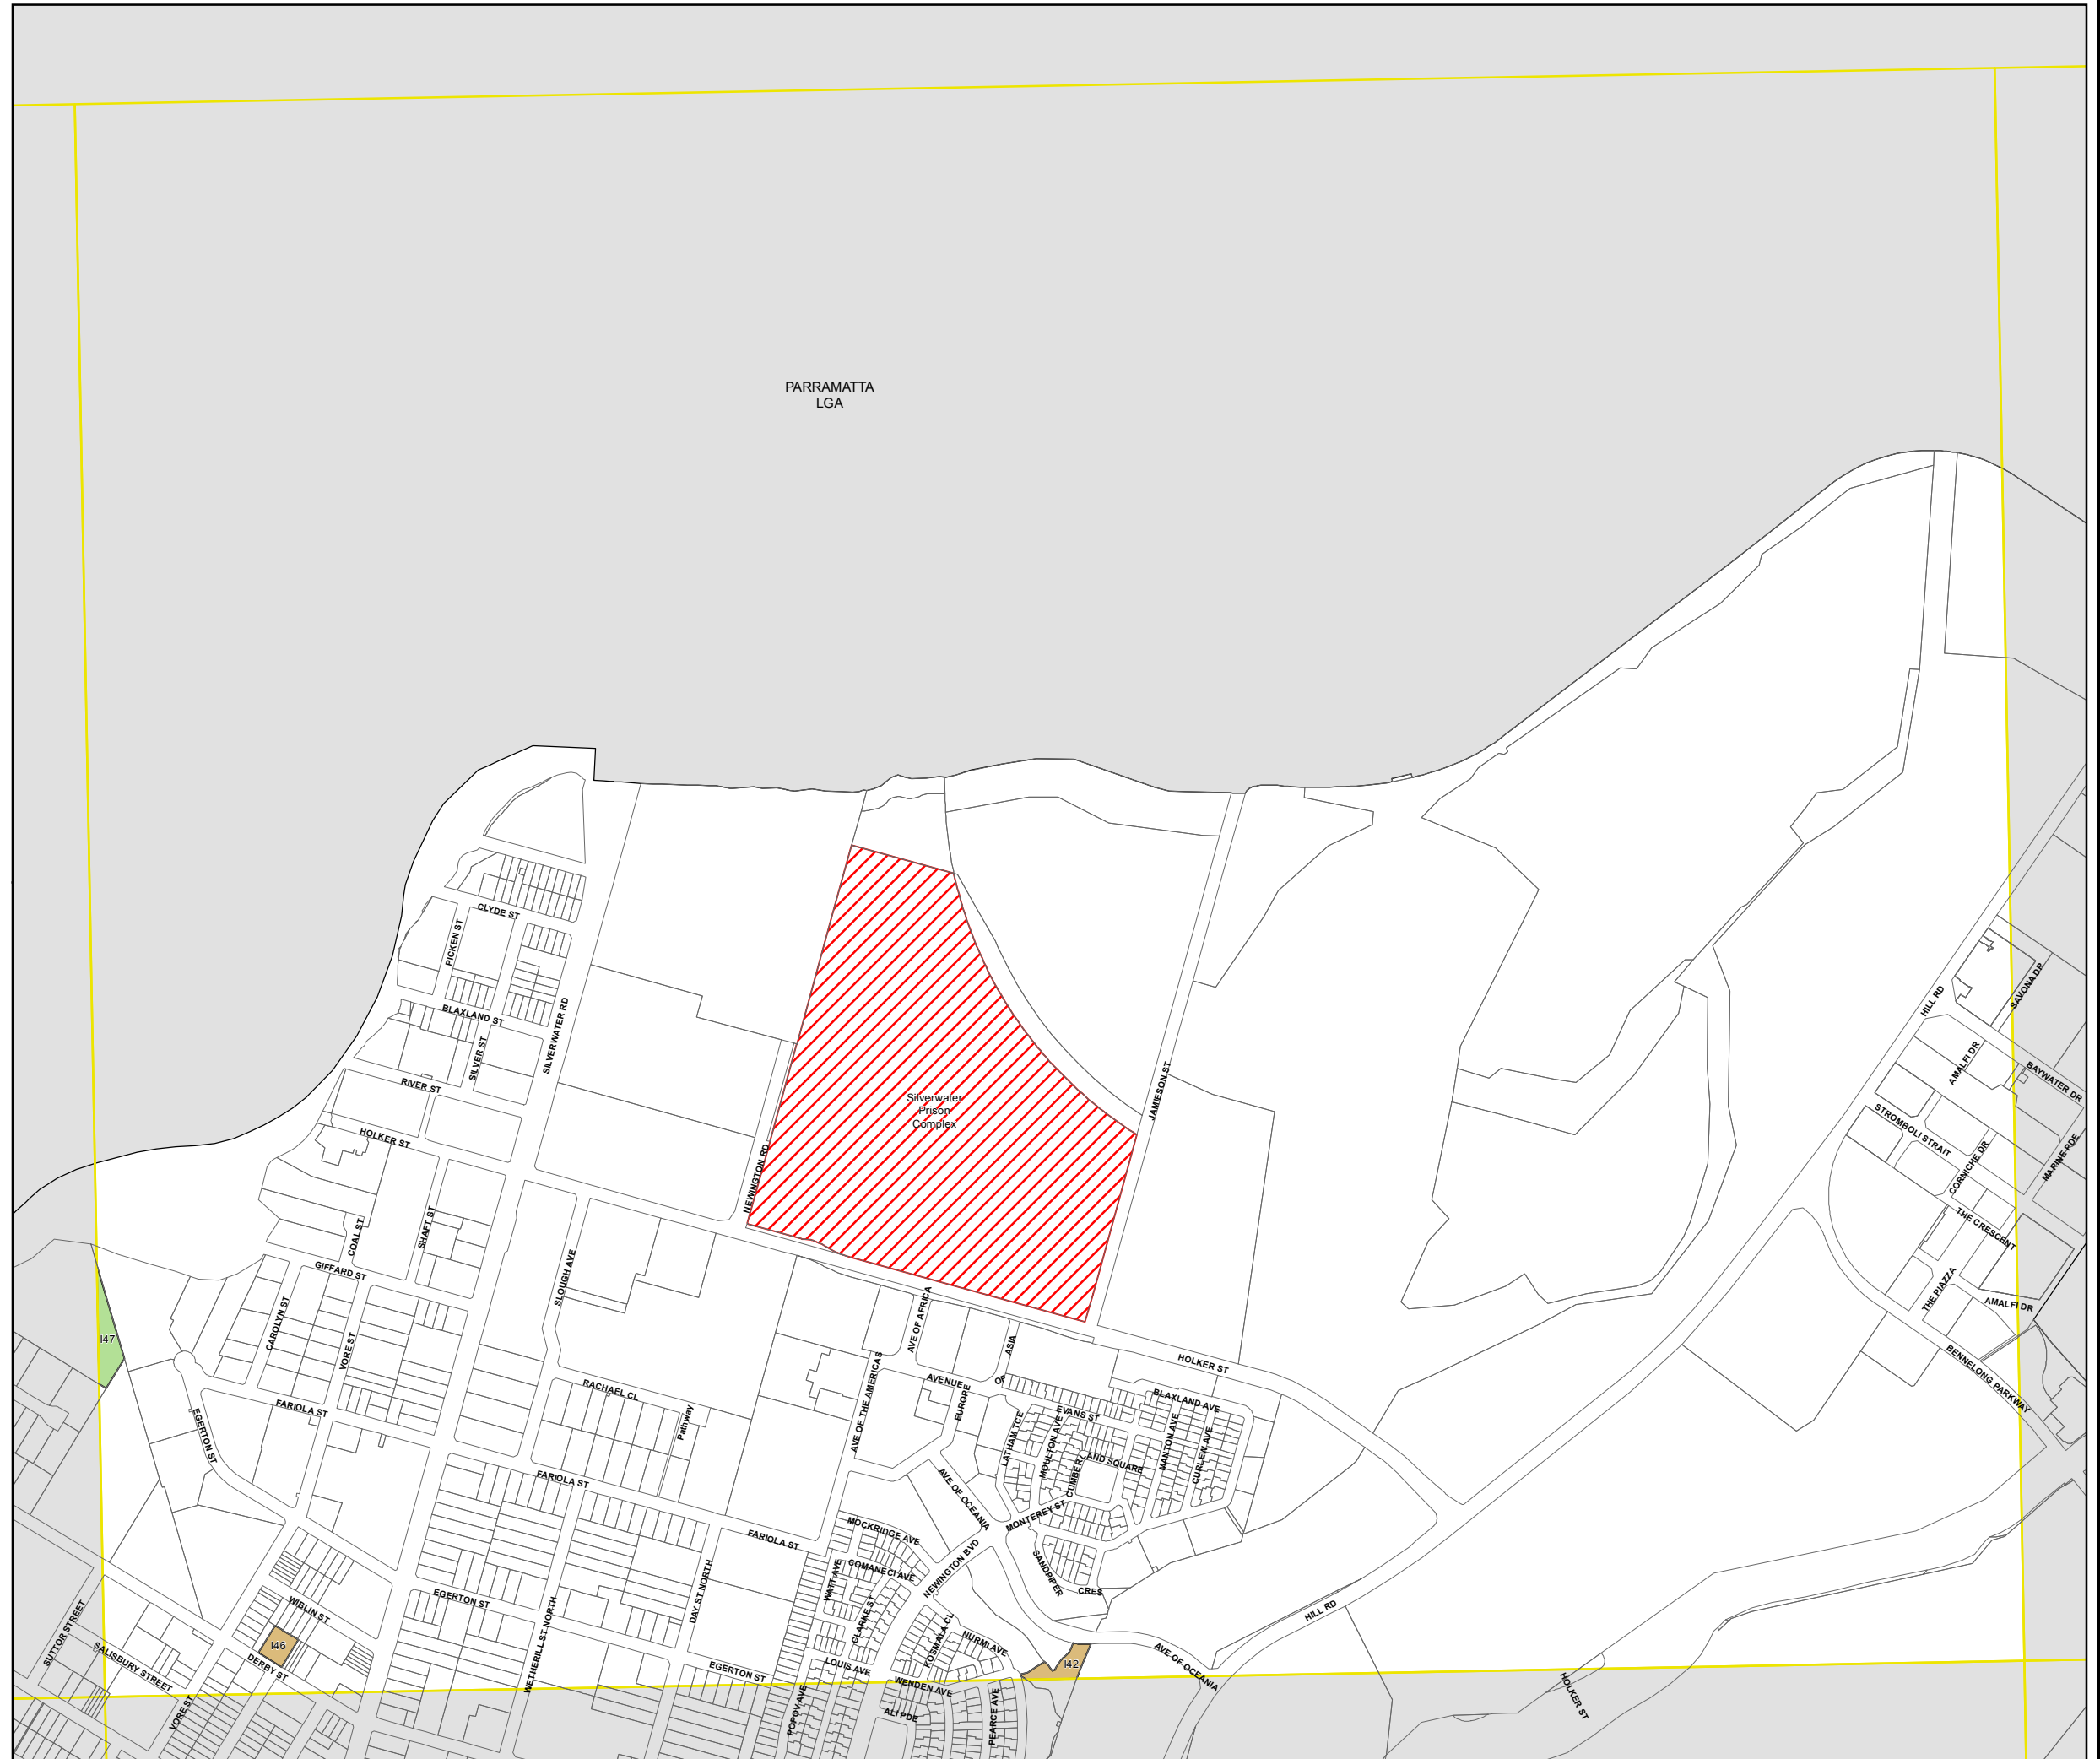 PARRAMATTA
LGA
CLYDE ST
PICKEN ST
BLAXLAND ST
SILVER ST
SILVERWATER RD
RIVER ST
HOLKER ST
COAL ST
SHAFT ST
GIFFARD ST
CAROLYN ST
VORE ST
SLOUGH AVE
NEWINGTON RD
Silverwater
Prison
Complex
JAMIESON ST
HILL RD
SAVONA DR
AMALFI DR
BAYWATER DR
STROMBOLI STRAIT
CORNICHE DR
MARINE PDE
THE CRESCENT
THE PIAZZA
AMALFI DR
BENNELONG PARKWAY
I47
EGERTON ST
FARIOLA ST
RACHAEL CL
Pathway
FARIOLA ST
AVE OF THE AMERICAS
AVE OF AFRICA
ASIA
AVENUE
OF
EUROPE
HOLKER ST
BLAXLAND AVE
EVANS ST
LATHAM TCE
MOULTON AVE
CUMBERLAND SQUARE
MANTON AVE
CURLEW AVE
AVE OF OCEANIA
MONTEREY ST
MOCKRIDGE AVE
FARIOLA ST
COMANECI AVE
NEWINGTON BVD
SANDPIPER
CRES
WATT AVE
CLARKE ST
KOSMALA CL
NURMI AVE
DAY ST NORTH
EGERTON ST
WETHERILL ST NORTH
WIBLIN ST
I46
DERBY ST
SUTTOR STREET
SALISBURY STREET
VORE ST
EGERTON ST
LOUIS AVE
WENDEN AVE
POPOV AVE
ALI PDE
PEARCE AVE
I42
AVE OF OCEANIA
HILL RD
HOLKER ST